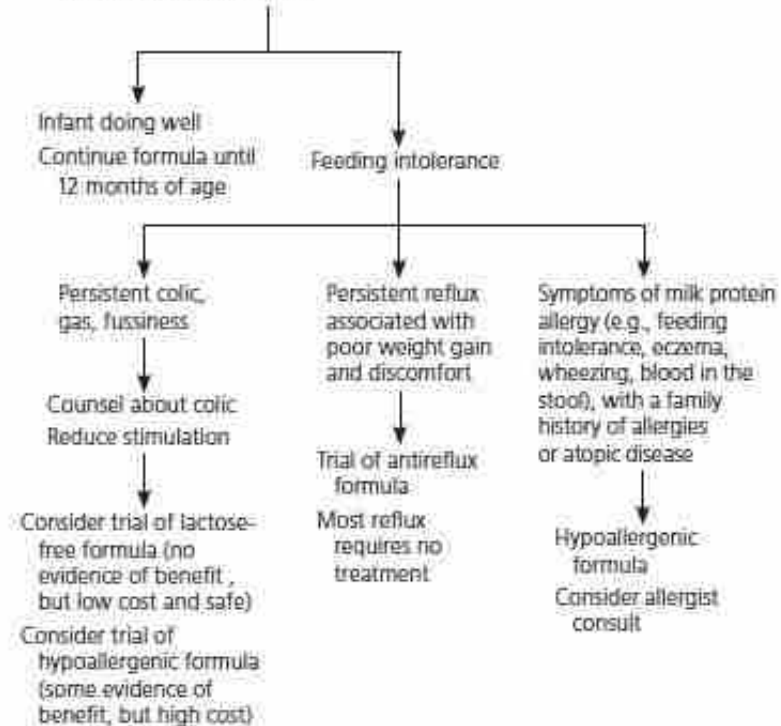 Infant doing well
Continue formula until
12 months of age
Feeding intolerance
Persistent colic,
gas, fussiness
Counsel about colic
Reduce stimulation
Consider trial of lactose-
free formula (no
evidence of benefit ,
but low cost and safe)
Consider trial of
hypoallergenic formula
(some evidence of
benefit, but high cost)
Persistent reflux
associated with
poor weight gain
and discomfort
Trial of antireflux
formula
Most reflux
requires no
treatment
Symptoms of milk protein
allergy (e.g., feeding
intolerance, eczema,
wheezing, blood in the
stool), with a family
history of allergies
or atopic disease
Hypoallergenic
formula
Consider allergist
consult